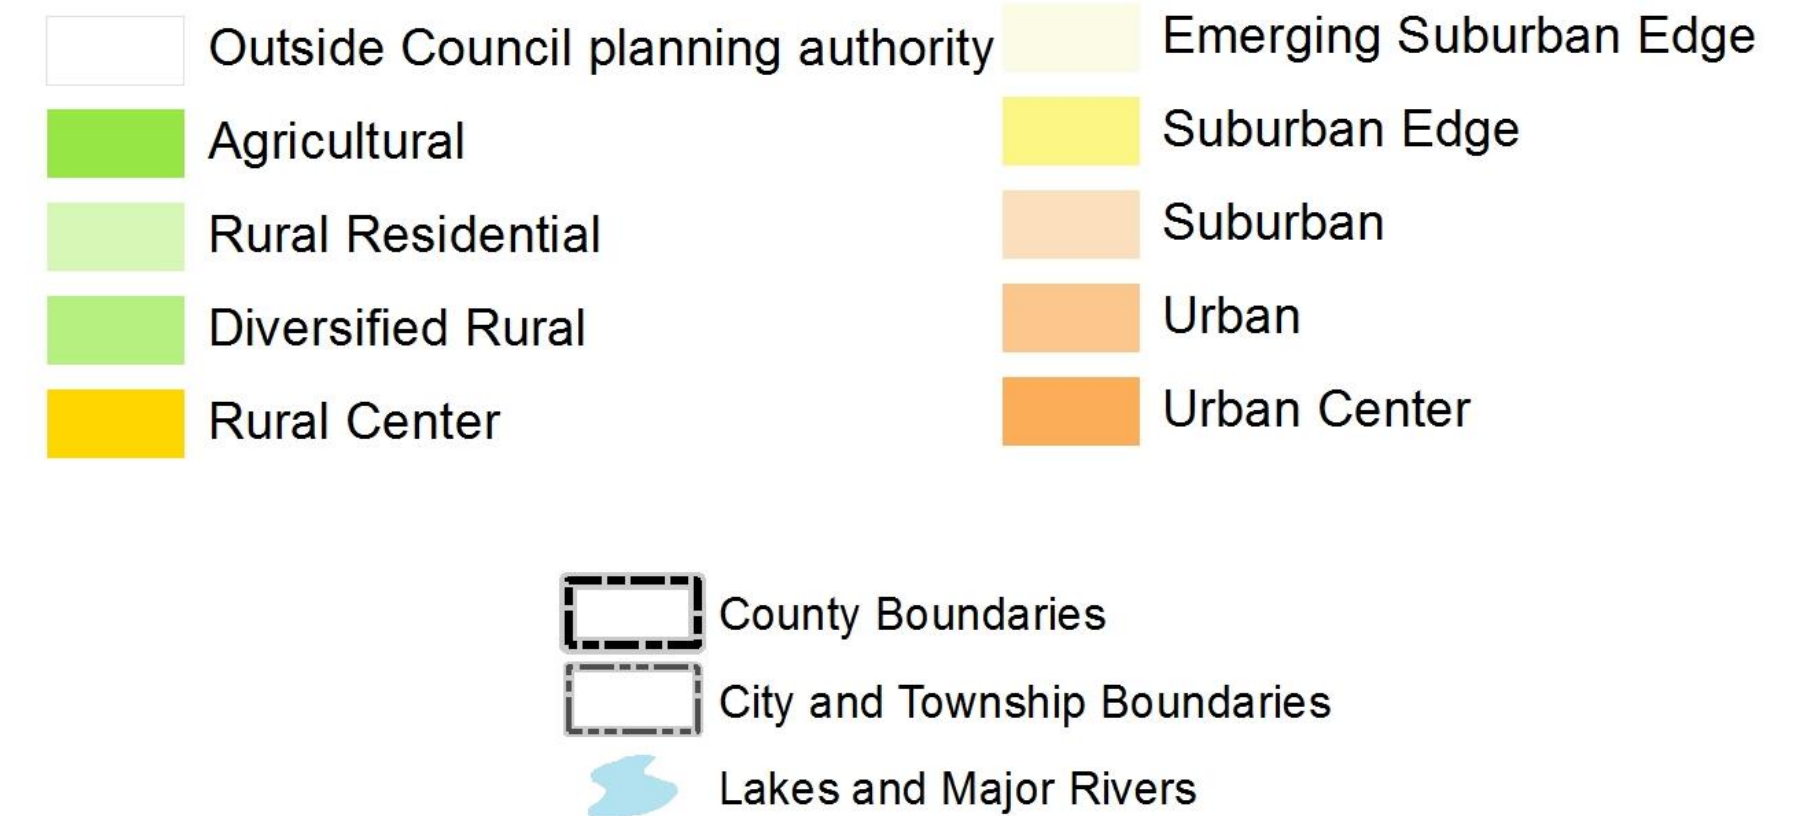 Outside Council planning authority
Agricultural
Rural Residential
Diversified Rural
Rural Center
Emerging Suburban Edge
Suburban Edge
Suburban
Urban
Urban Center
County Boundaries
City and Township Boundaries
Lakes and Major Rivers